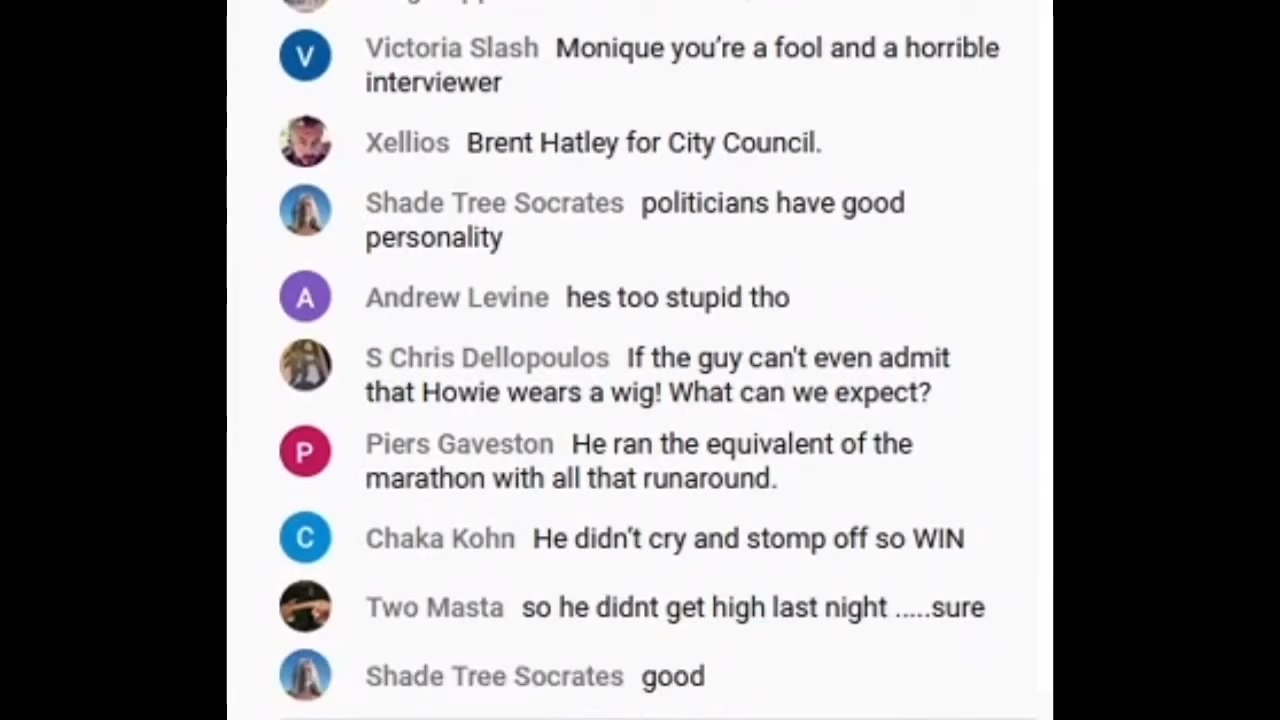 V Victoria Slash Monique you're a fool and a horrible
interviewer
Xellios Brent Hatley for City Council.
Shade Tree Socrates politicians have good
personality
A Andrew Levine hes too stupid tho
S Chris Dellopoulos If the guy can't even admit
that Howie wears a wig! What can we expect?
P Piers Gaveston He ran the equivalent of the
marathon with all that runaround.
C Chaka Kohn He didn't cry and stomp off so WIN
Two Masta so he didnt get high last night .....sure
Shade Tree Socrates good